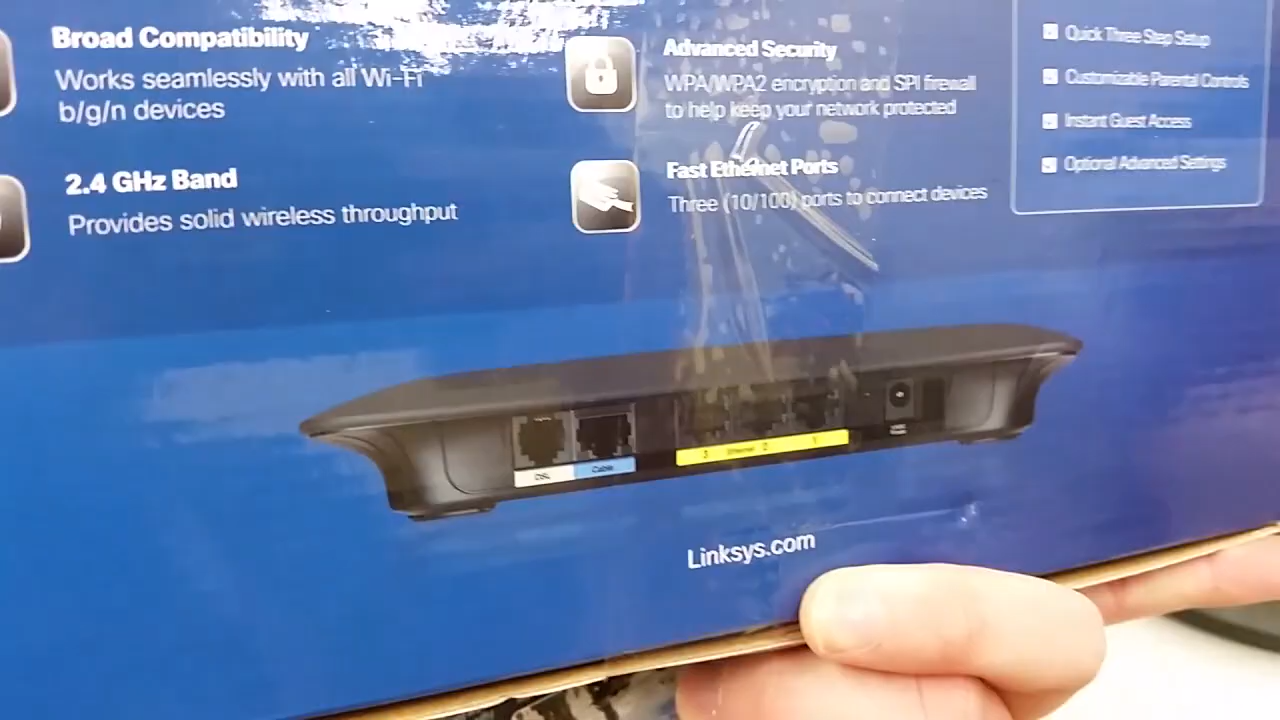 Broad Compatibility
Works seamlessly with all Wi-Fi
b/g/n devices
2.4 GHz Band
Provides solid wireless throughput
Advanced Security
WPA/WPA2 encryption and SPI firewall
to help keep your network protected
Fast Ethernet Ports
Three (10/100) ports to connect devices
Quick Three Step Setup
Customizable Parental Controls
Instant Guest Access
Optional Advanced Settings
DSL Cable
3 Ethernet 2 1
Linksys.com